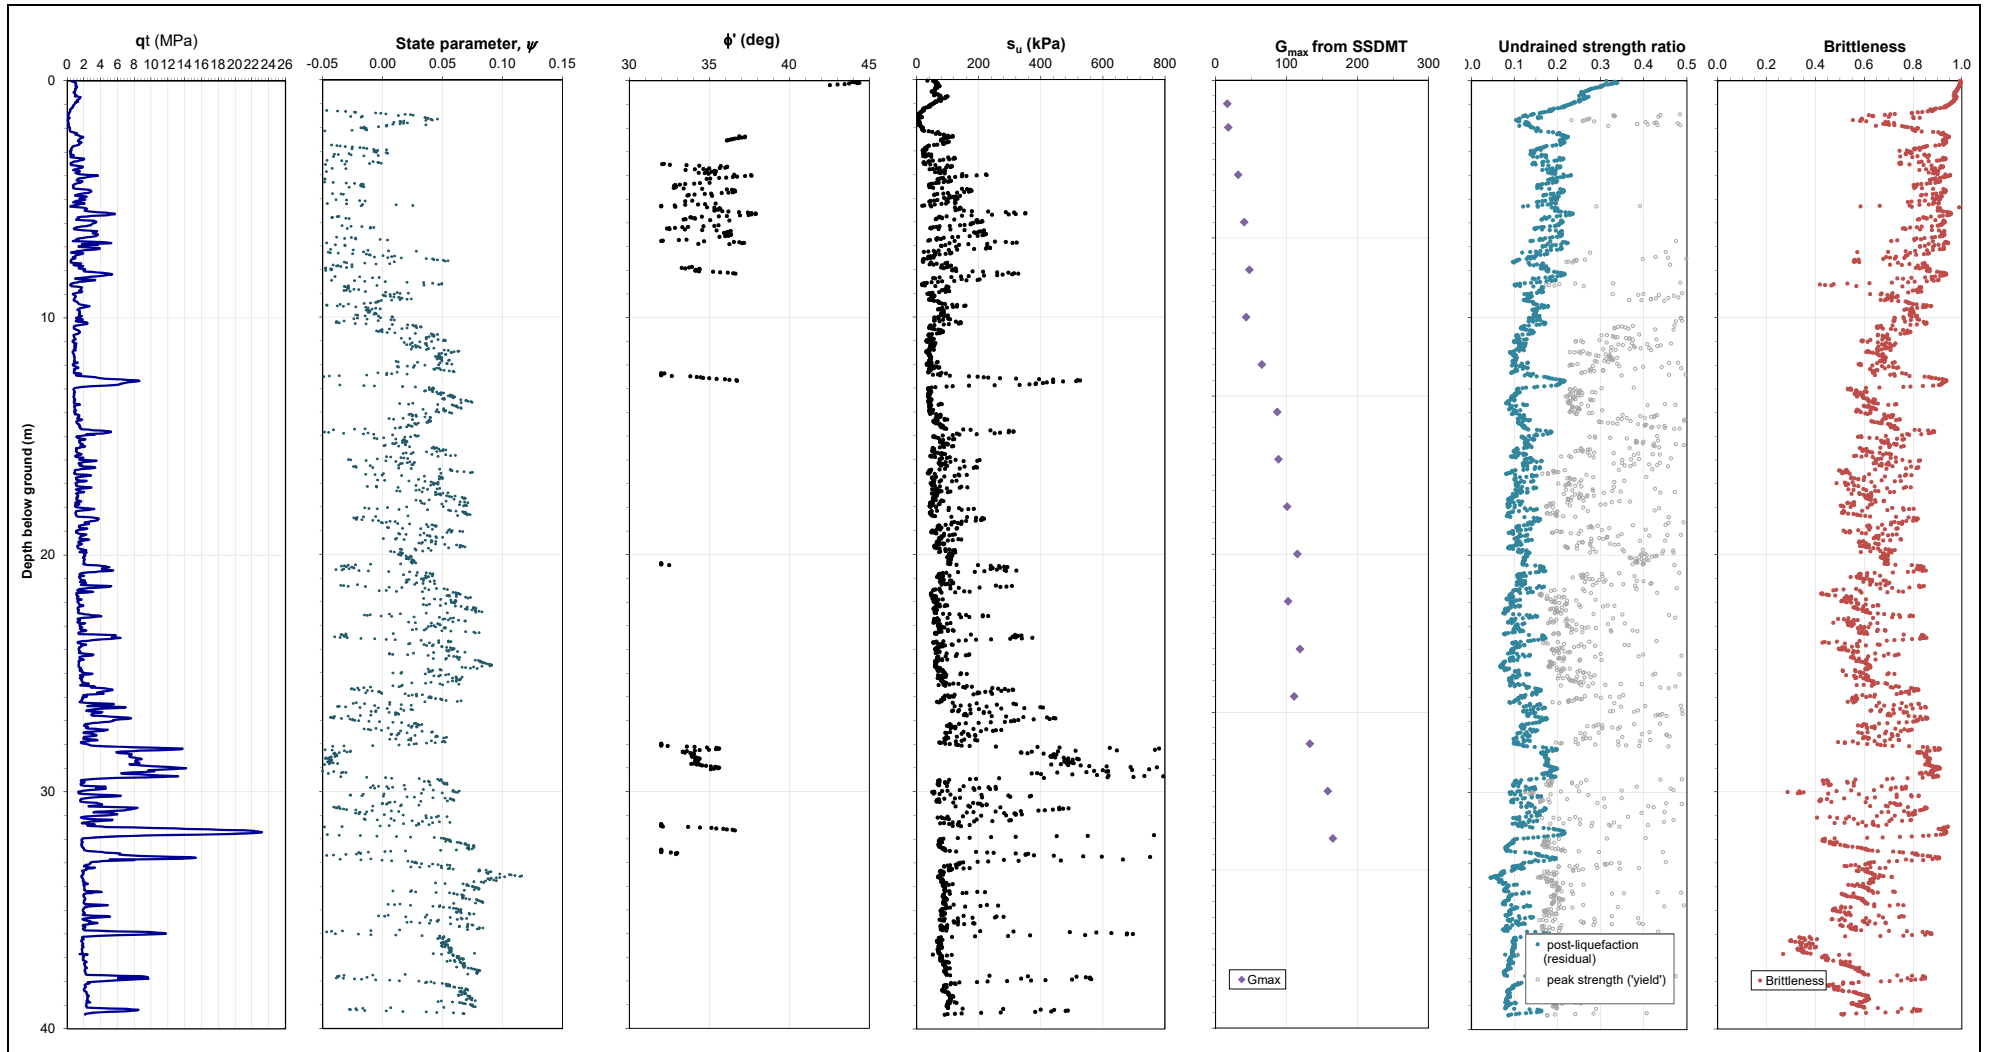 qt (MPa)
State parameter, ψ
ϕ' (deg)
su (kPa)
Gmax from SSDMT
Undrained strength ratio
Brittleness
0 2 4 6 8 10 12 14 16 18 20 22 24 26
-0.05 0.00 0.05 0.10 0.15
30 35 40 45
0 200 400 600 800
0 100 200 300
0.0 0.1 0.2 0.3 0.4 0.5
0.0 0.2 0.4 0.6 0.8 1.0
0
10
20
30
40
Depth below ground (m)
Gmax
post-liquefaction
(residual)
peak strength ('yield')
Brittleness